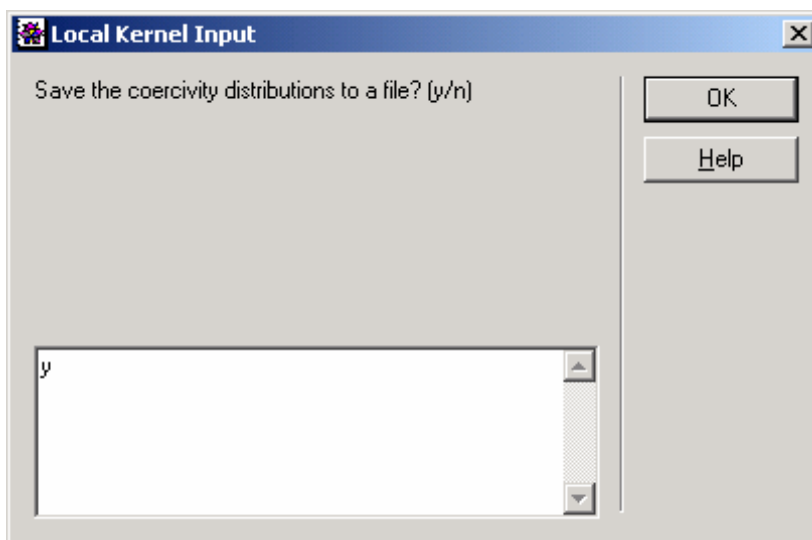 Local Kernel Input
Save the coercivity distributions to a file? (y/n)
OK
Help
y